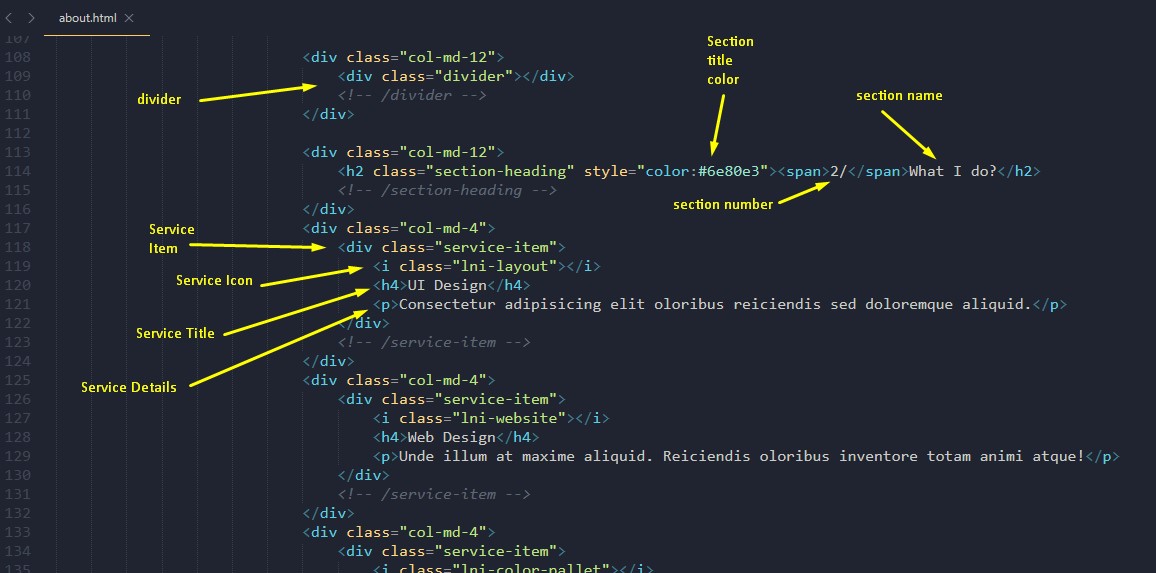 about.html
107
Section
title
color
108 <div class="col-md-12">
109 <div class="divider"></div>
divider
section name
110 <!-- /divider -->
111 </div>
112
113 <div class="col-md-12">
114 <h2 class="section-heading" style="color:#6e80e3"><span>2/</span>What I do?</h2>
115 <!-- /section-heading -->
section number
116 </div>
117 <div class="col-md-4">
Service
Item
118 <div class="service-item">
119 <i class="lni-layout"></i>
Service Icon
120 <h4>UI Design</h4>
121 <p>Consectetur adipisicing elit oloribus reiciendis sed doloremque aliquid.</p>
122 </div>
Service Title
123 <!-- /service-item -->
124 </div>
125 <div class="col-md-4">
Service Details
126 <div class="service-item">
127 <i class="lni-website"></i>
128 <h4>Web Design</h4>
129 <p>Unde illum at maxime aliquid. Reiciendis oloribus inventore totam animi atque!</p>
130 </div>
131 <!-- /service-item -->
132 </div>
133 <div class="col-md-4">
134 <div class="service-item">
135 <i class="lni-color-pallet"></i>